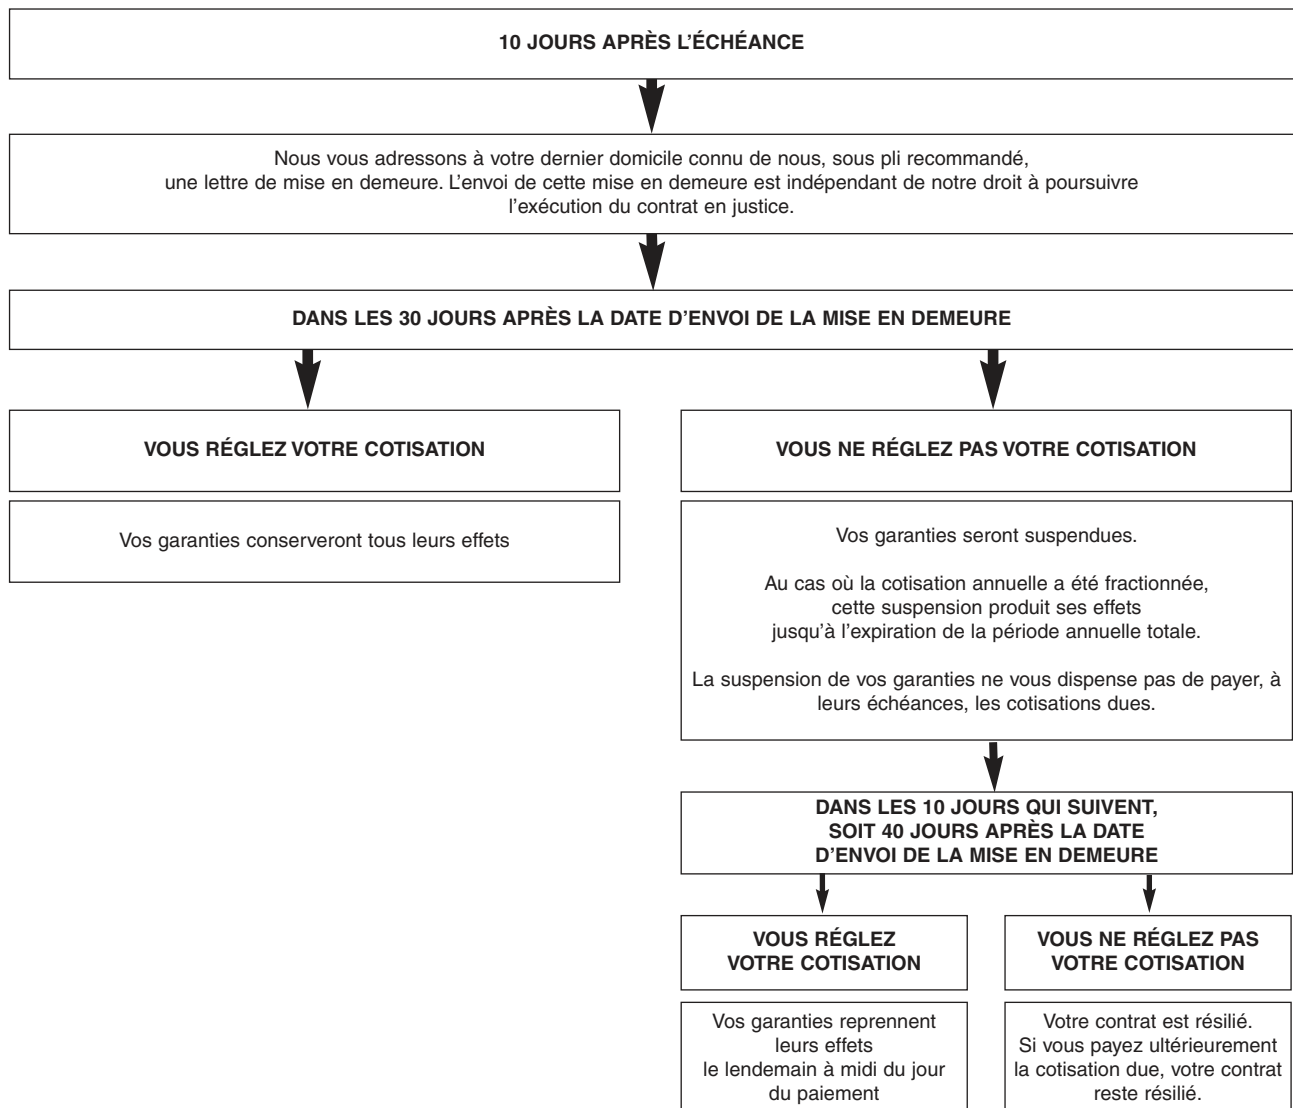 10 JOURS APRÈS L'ÉCHÉANCE
Nous vous adressons à votre dernier domicile connu de nous, sous pli recommandé,
une lettre de mise en demeure. L'envoi de cette mise en demeure est indépendant de notre droit à poursuivre
l'exécution du contrat en justice.
DANS LES 30 JOURS APRÈS LA DATE D'ENVOI DE LA MISE EN DEMEURE
VOUS RÉGLEZ VOTRE COTISATION
Vos garanties conserveront tous leurs effets
VOUS NE RÉGLEZ PAS VOTRE COTISATION
Vos garanties seront suspendues.
Au cas où la cotisation annuelle a été fractionnée,
cette suspension produit ses effets
jusqu'à l'expiration de la période annuelle totale.
La suspension de vos garanties ne vous dispense pas de payer, à
leurs échéances, les cotisations dues.
DANS LES 10 JOURS QUI SUIVENT,
SOIT 40 JOURS APRÈS LA DATE
D'ENVOI DE LA MISE EN DEMEURE
VOUS RÉGLEZ
VOTRE COTISATION
Vos garanties reprennent
leurs effets
le lendemain à midi du jour
du paiement
VOUS NE RÉGLEZ PAS
VOTRE COTISATION
Votre contrat est résilié.
Si vous payez ultérieurement
la cotisation due, votre contrat
reste résilié.